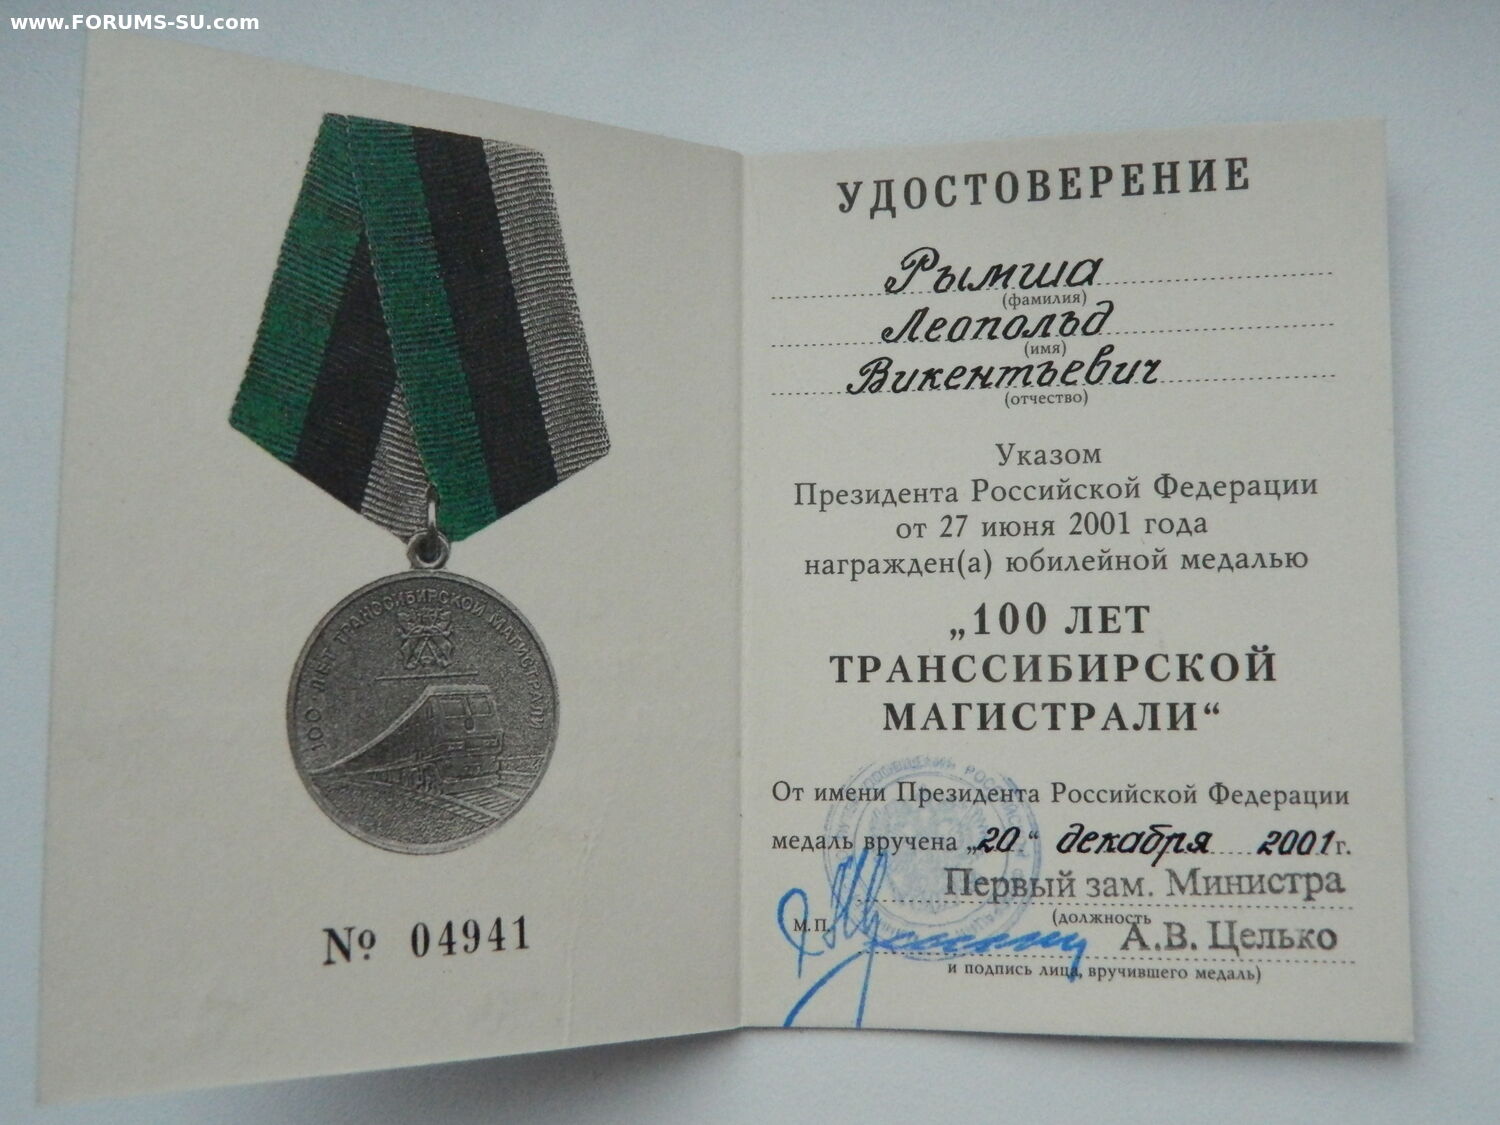 www.FORUMS-SU.com
100 ЛЕТ ТРАНССИБИРСКОЙ МАГИСТРАЛИ
№ 04941
УДОСТОВЕРЕНИЕ
Рымша
(фамилия)
Леопольд
(имя)
Викентьевич
(отчество)
Указом
Президента Российской Федерации
от 27 июня 2001 года
награжден(а) юбилейной медалью
„100 ЛЕТ
ТРАНССИБИРСКОЙ
МАГИСТРАЛИ“
От имени Президента Российской Федерации
медаль вручена „20“ декабря 2001 г.
Первый зам. Министра
(должность
М.П.
А.В. Целько
и подпись лица, вручившего медаль)